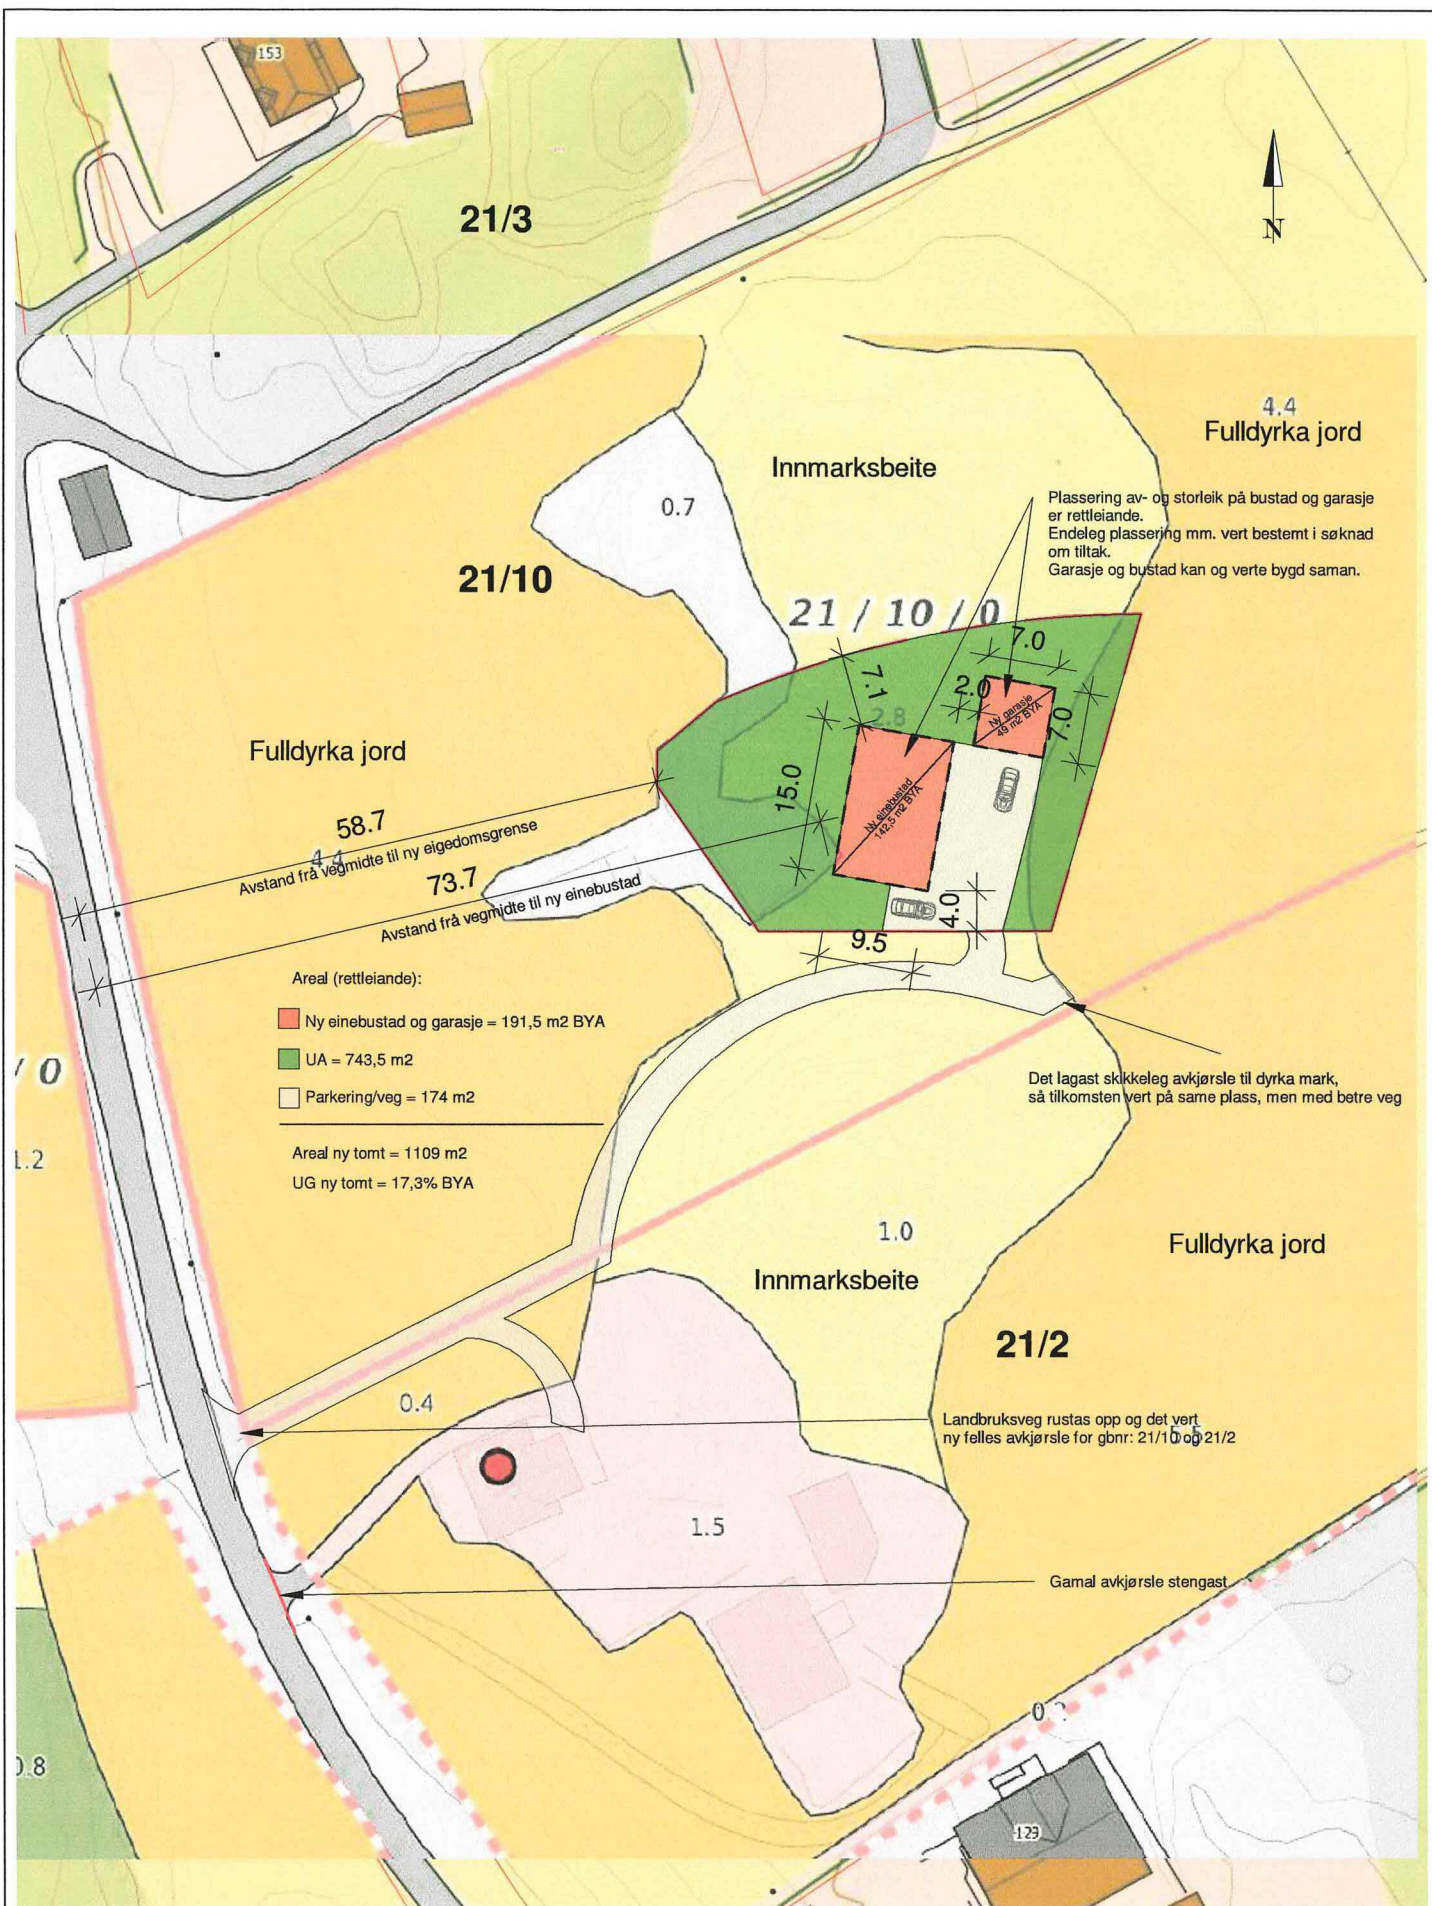 153
21/3
N
4.4
Fulldyrka jord
Innmarksbeite
0.7
Plassering av- og storleik på bustad og garasje
er rettleiande.
Endeleg plassering mm. vert bestemt i søknad
om tiltak.
Garasje og bustad kan og verte bygd saman.
21/10
21 / 10 / 0
7.0
7.1
2.0
2.8
Ny garasje
49 m2 BYA
7.0
Fulldyrka jord
15.0
Ny einebustad
142,5 m2 BYA
58.7
4.4
Avstand frå vegmidte til ny eigedomsgrense
73.7
Avstand frå vegmidte til ny einebustad
4.0
9.5
Areal (rettleiande):
Ny einebustad og garasje = 191,5 m2 BYA
UA = 743,5 m2
Parkering/veg = 174 m2
Areal ny tomt = 1109 m2
UG ny tomt = 17,3% BYA
/ 0
1.2
Det lagast skikkeleg avkjørsle til dyrka mark,
så tilkomsten vert på same plass, men med betre veg
1.0
Fulldyrka jord
Innmarksbeite
21/2
0.4
Landbruksveg rustas opp og det vert
ny felles avkjørsle for gbnr: 21/10 og 21/2
5.5
1.5
Gamal avkjørsle stengast
0.8
123